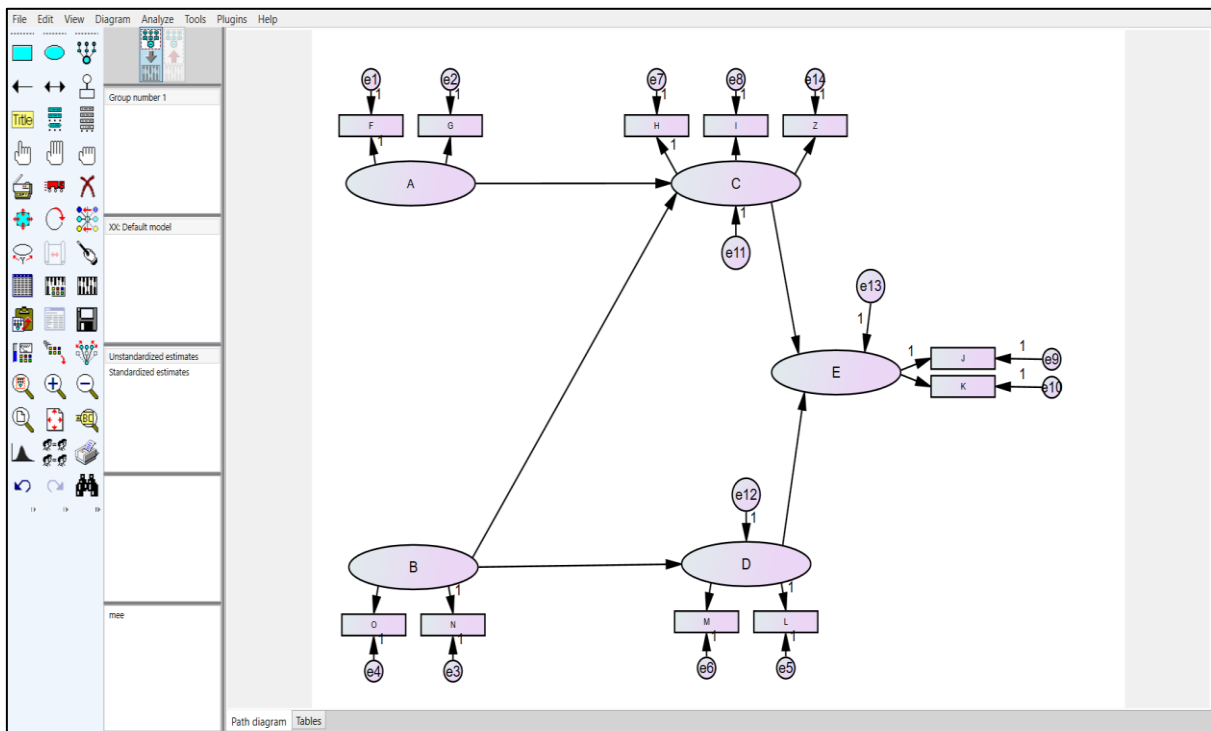 File Edit View Diagram Analyze Tools Plugins Help
Title
Group number 1
XX: Default model
Unstandardized estimates
Standardized estimates
mee
e1 e2 e7 e8 e14
1 1 1 1 1
F G H I Z
1 1
A C
1
e11
e13
1
1 J 1 e9
E
K 1 e10
e12
1
B D
1 1
O N M L
1 1 1 1
e4 e3 e6 e5
Path diagram Tables